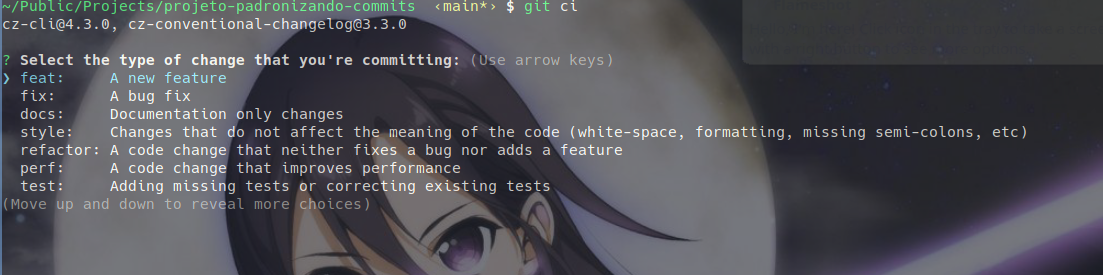 ~/Public/Projects/projeto-padronizando-commits ‹main*› $ git ci
cz-cli@4.3.0, cz-conventional-changelog@3.3.0
? Select the type of change that you're committing: (Use arrow keys)
❯ feat: A new feature
fix: A bug fix
docs: Documentation only changes
style: Changes that do not affect the meaning of the code (white-space, formatting, missing semi-colons, etc)
refactor: A code change that neither fixes a bug nor adds a feature
perf: A code change that improves performance
test: Adding missing tests or correcting existing tests
(Move up and down to reveal more choices)